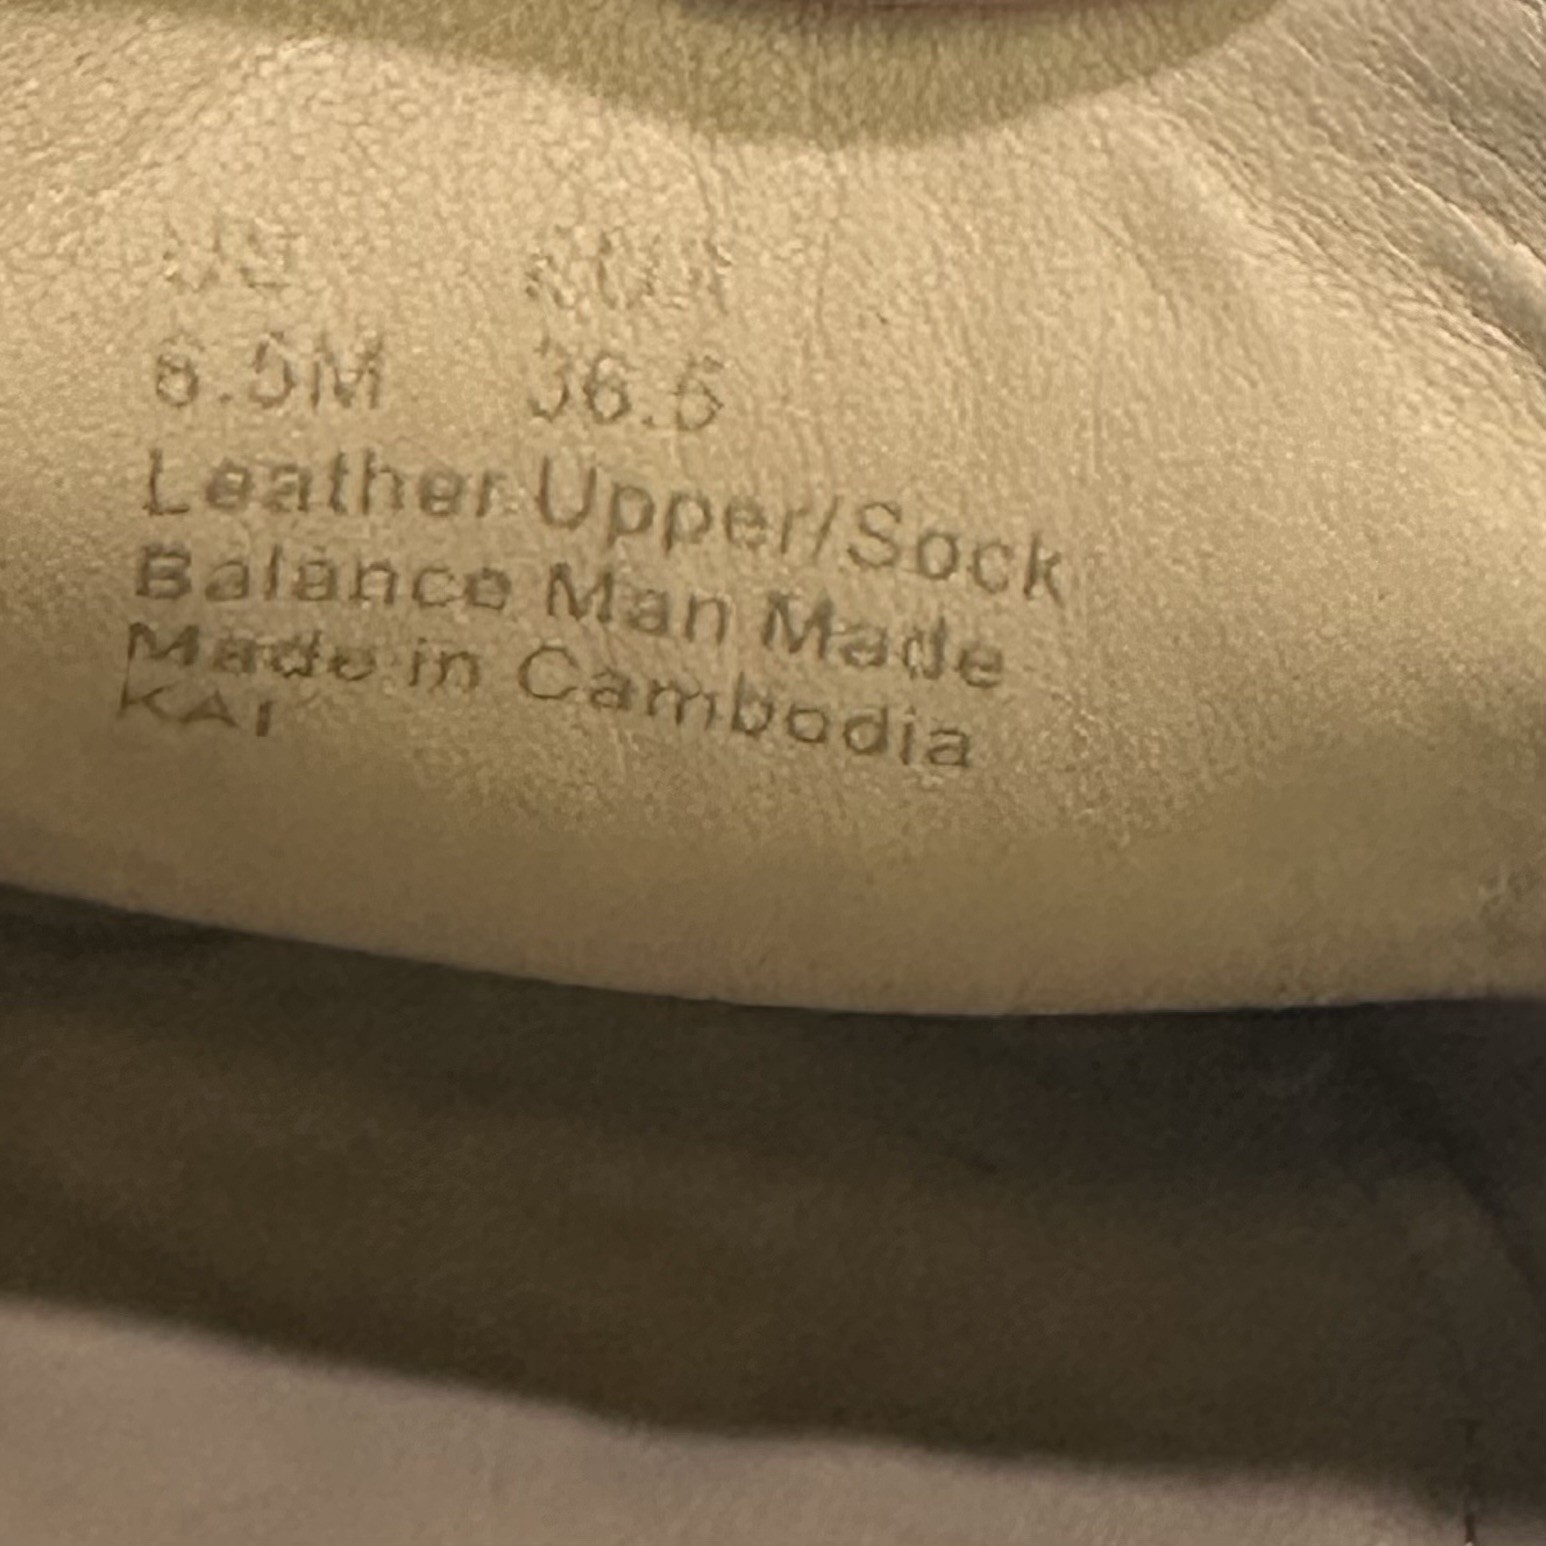 US EUR
6.5M 36.5
Leather Upper/Sock
Balance Man Made
Made in Cambodia
KAI